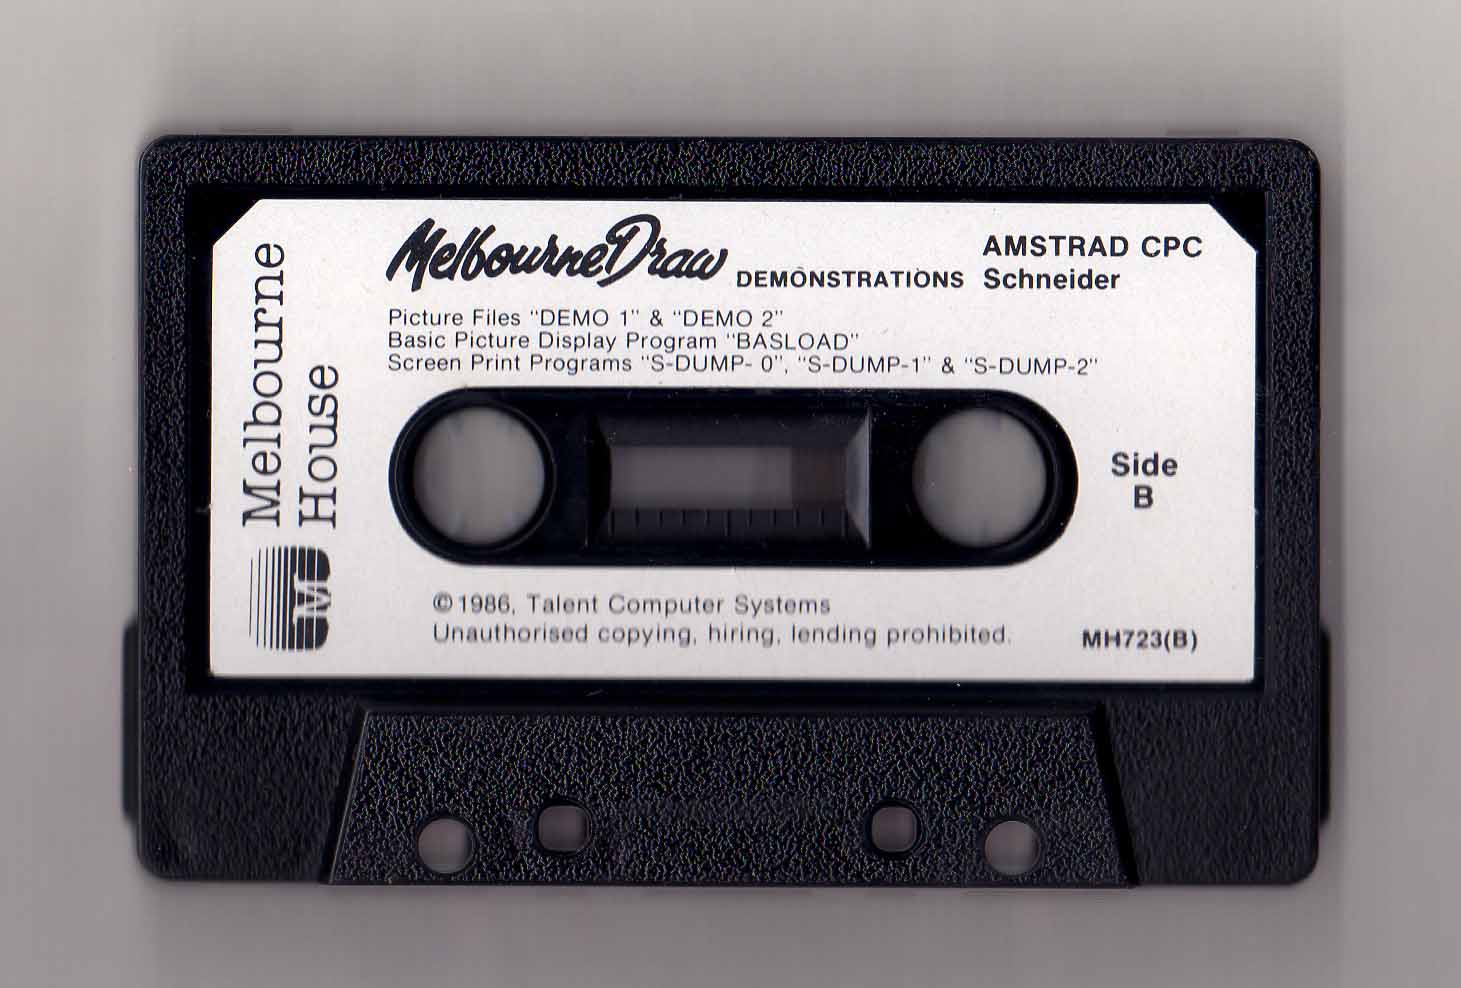 Melbourne
House
MelbourneDraw DEMONSTRATIONS
AMSTRAD CPC
Schneider
Picture Files "DEMO 1" & "DEMO 2"
Basic Picture Display Program "BASLOAD"
Screen Print Programs "S-DUMP- 0", "S-DUMP-1" & "S-DUMP-2"
Side
B
M
©1986, Talent Computer Systems
Unauthorised copying, hiring, lending prohibited.
MH723(B)